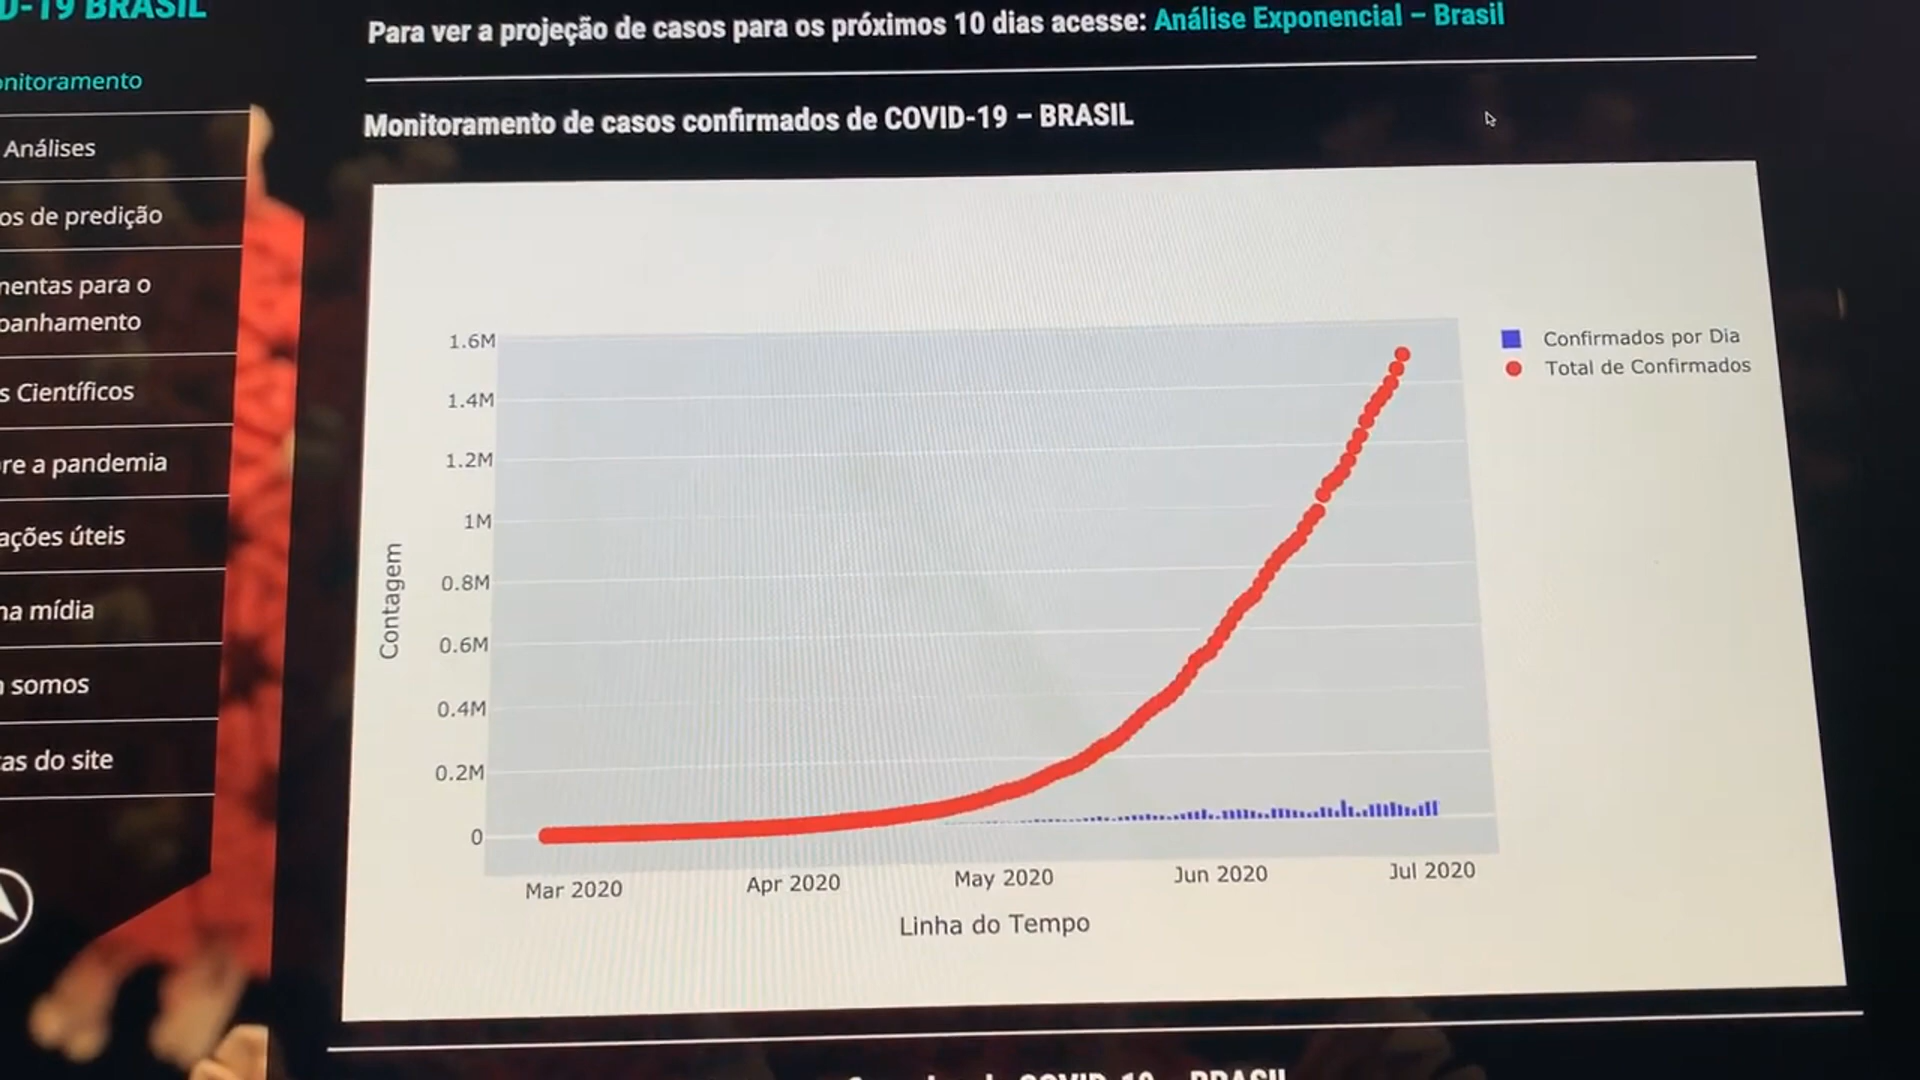 D-19 BRASIL
onitoramento
Análises
os de predição
nentas para o
panhamento
s Científicos
re a pandemia
ações úteis
na mídia
somos
as do site
Para ver a projeção de casos para os próximos 10 dias acesse: Análise Exponencial – Brasil
Monitoramento de casos confirmados de COVID-19 – BRASIL
1.6M
1.4M
1.2M
1M
0.8M
0.6M
0.4M
0.2M
0
Contagem
Mar 2020 Apr 2020 May 2020 Jun 2020 Jul 2020
Linha do Tempo
Confirmados por Dia
Total de Confirmados
COVID-19 – BRASIL